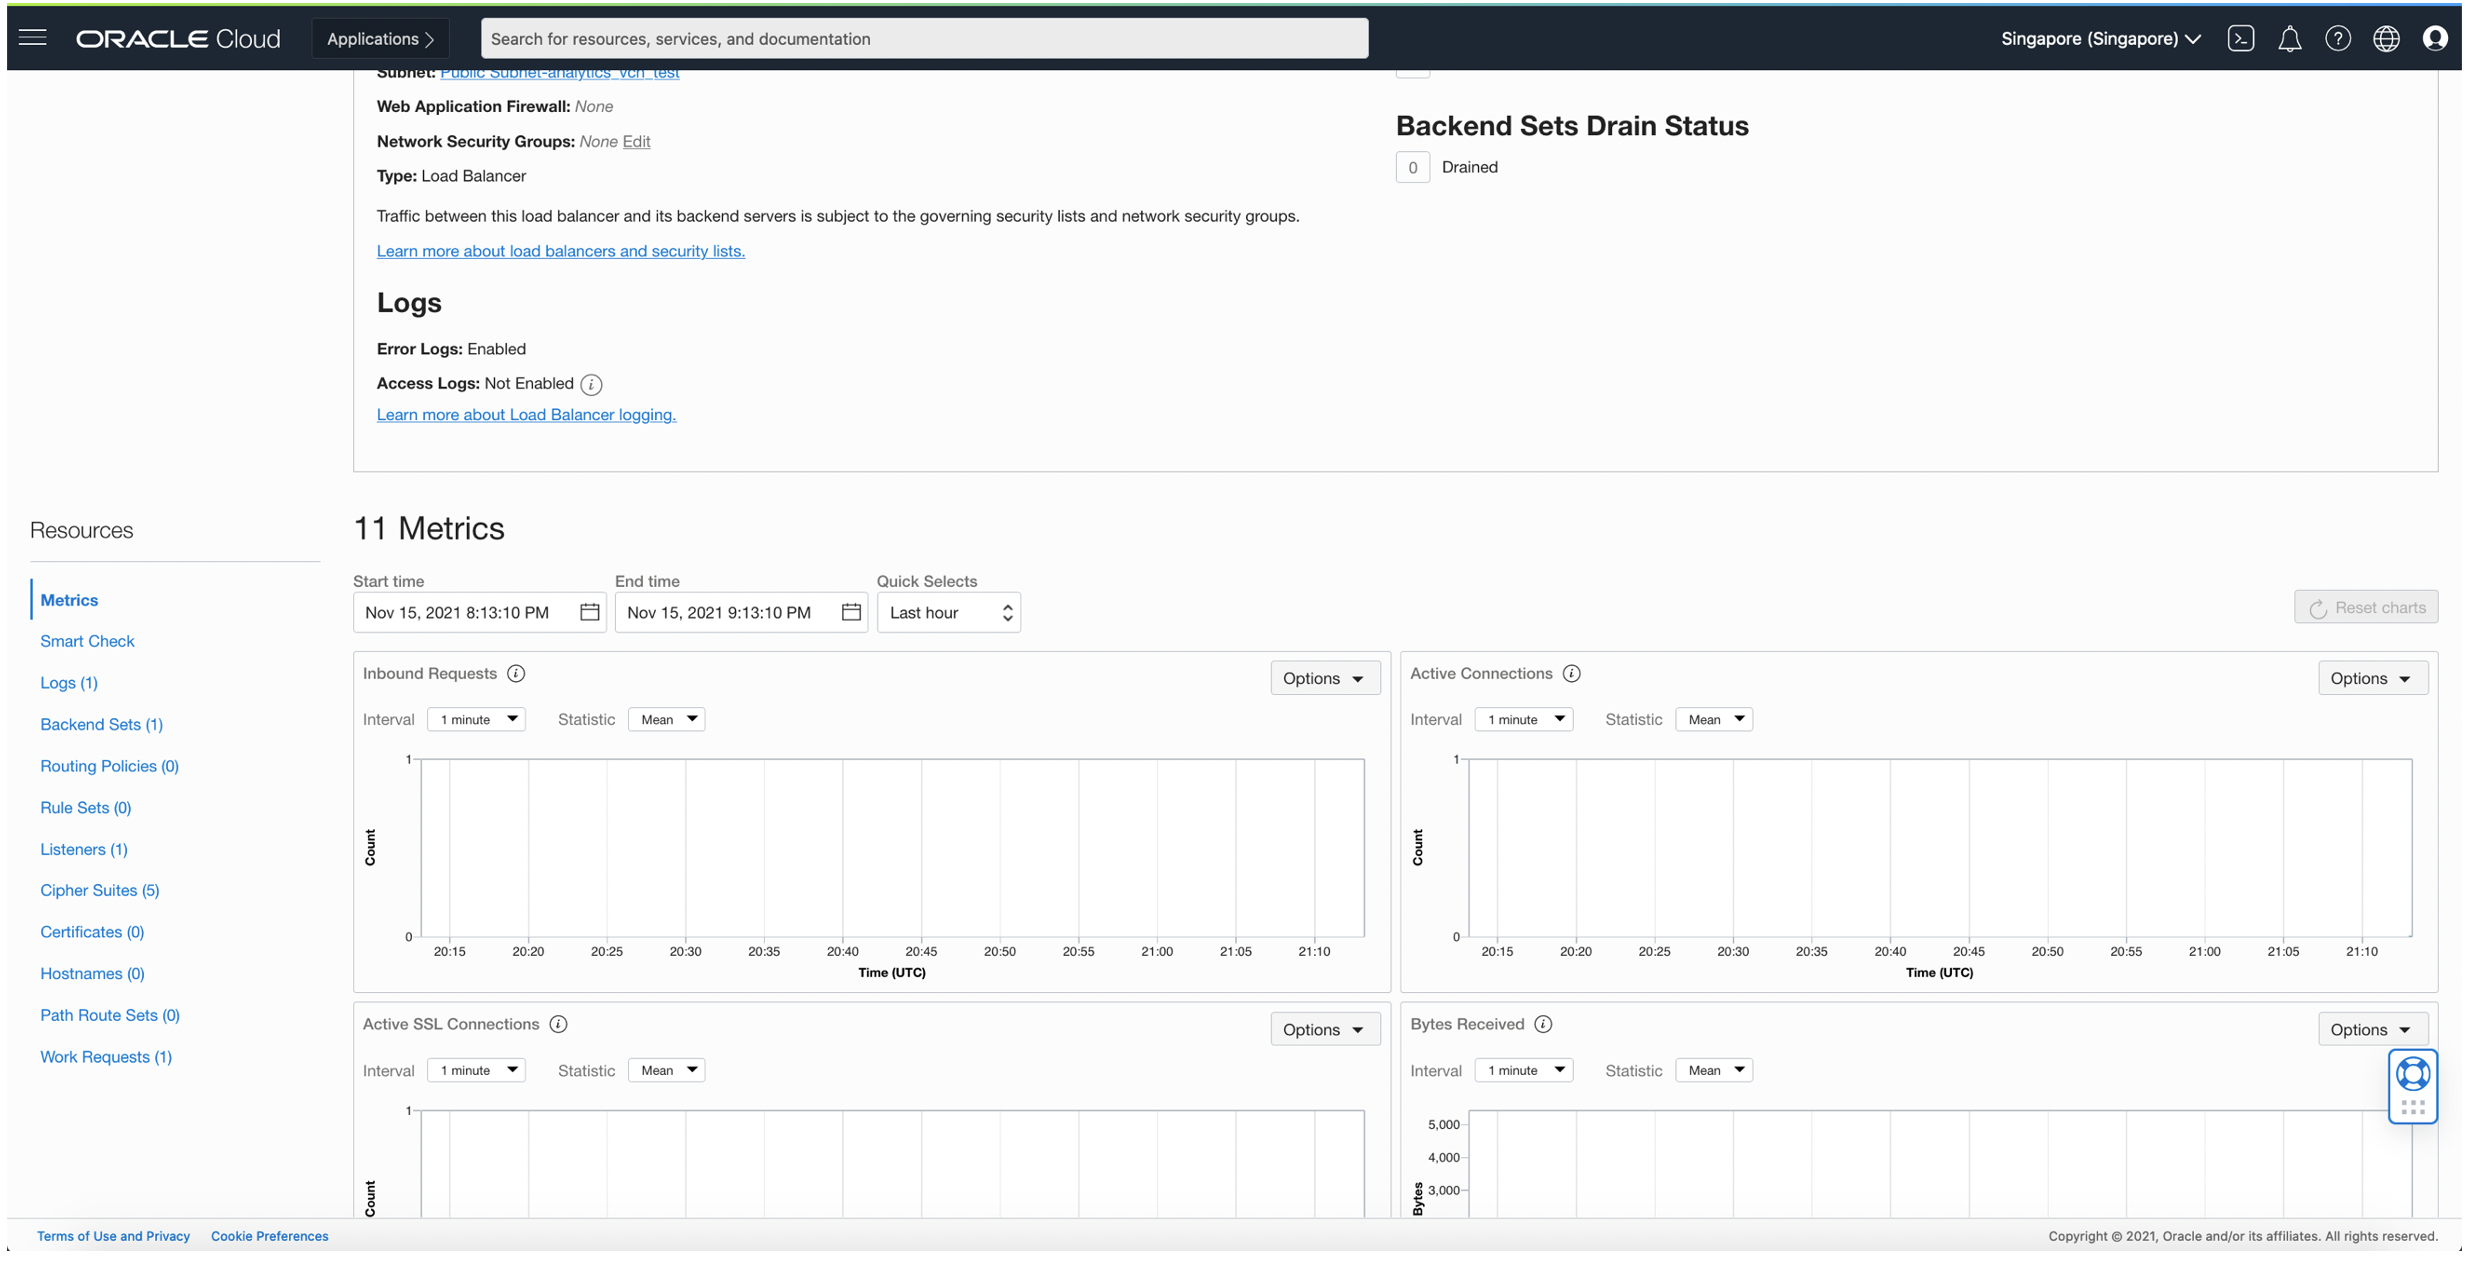 ORACLE Cloud
Applications
Search for resources, services, and documentation
Singapore (Singapore)
Subnet: Public Subnet-analytics_vcn_test
Web Application Firewall: None
Network Security Groups: None Edit
Type: Load Balancer
Traffic between this load balancer and its backend servers is subject to the governing security lists and network security groups.
Learn more about load balancers and security lists.
Logs
Error Logs: Enabled
Access Logs: Not Enabled
Learn more about Load Balancer logging.
Backend Sets Drain Status
0 Drained
Resources
Metrics
Smart Check
Logs (1)
Backend Sets (1)
Routing Policies (0)
Rule Sets (0)
Listeners (1)
Cipher Suites (5)
Certificates (0)
Hostnames (0)
Path Route Sets (0)
Work Requests (1)
11 Metrics
Start time
Nov 15, 2021 8:13:10 PM
End time
Nov 15, 2021 9:13:10 PM
Quick Selects
Last hour
Reset charts
Inbound Requests
Options
Interval 1 minute Statistic Mean
1
Count
0
20:15 20:20 20:25 20:30 20:35 20:40 20:45 20:50 20:55 21:00 21:05 21:10
Time (UTC)
Active Connections
Options
Interval 1 minute Statistic Mean
1
Count
0
20:15 20:20 20:25 20:30 20:35 20:40 20:45 20:50 20:55 21:00 21:05 21:10
Time (UTC)
Active SSL Connections
Options
Interval 1 minute Statistic Mean
1
Count
Bytes Received
Options
Interval 1 minute Statistic Mean
5,000
4,000
3,000
Bytes
Terms of Use and Privacy Cookie Preferences
Copyright © 2021, Oracle and/or its affiliates. All rights reserved.